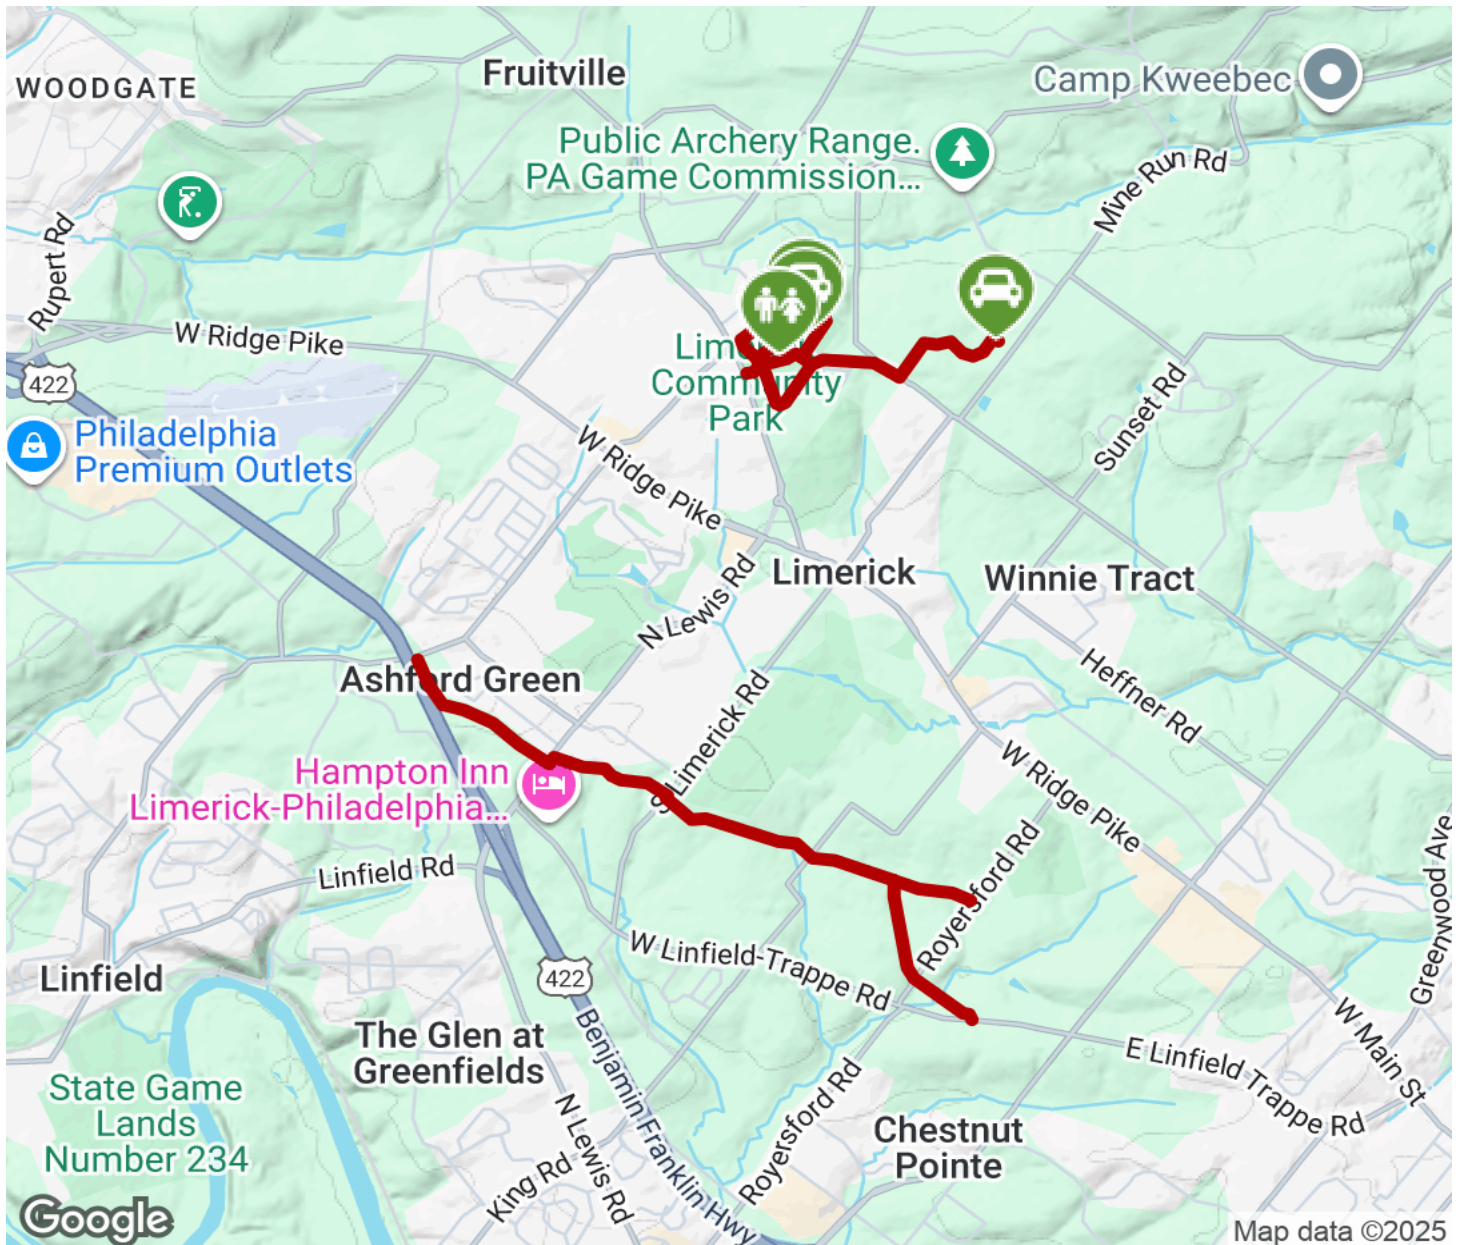 Fruitville
WOODGATE
Camp Kweebec
Public Archery Range.
PA Game Commission...
Mine Run Rd
Rupert Rd
W Ridge Pike
422
Community
Park
Sunset Rd
Philadelphia
Premium Outlets
W Ridge Pike
Limerick
Winnie Tract
N Lewis Rd
Ashford Green
Heffner Rd
S Limerick Rd
W Ridge Pike
Hampton Inn
Limerick-Philadelphia...
Linfield Rd
Royersford Rd
Greenwood Ave
W Linfield-Trappe Rd
Linfield
422
The Glen at
Greenfields
Benjamin Franklin Hwy
W Main St
E Linfield Trappe Rd
State Game
Lands
Number 234
N Lewis Rd
Royersford Rd
Chestnut
Pointe
King Rd
Google
Map data ©2025